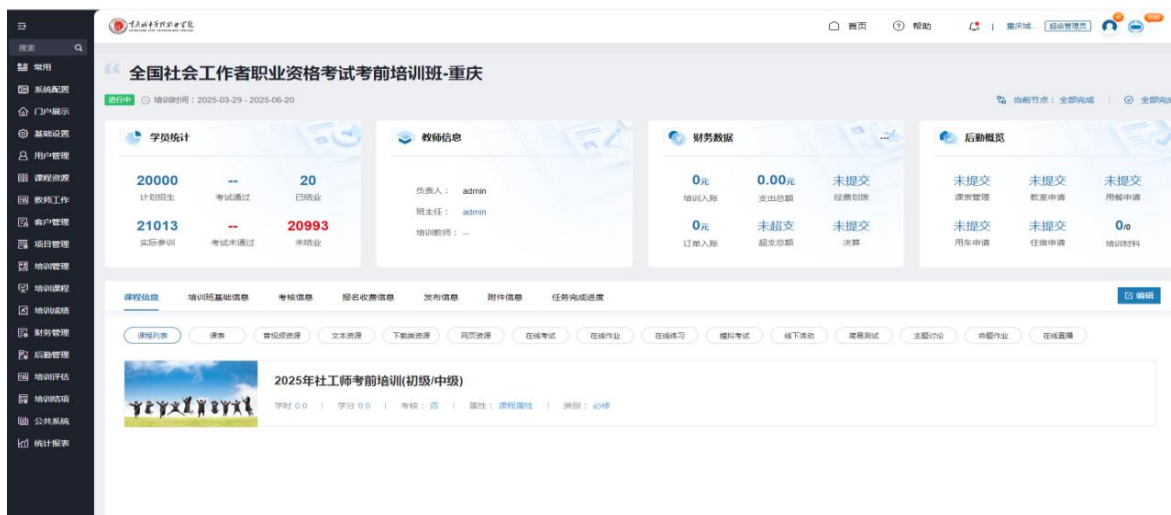 首页
帮助
重庆城...
超级管理员
搜索
常用
系统配置
门户展示
基础设置
用户管理
课程资源
教师工作
客户管理
项目管理
培训管理
培训课程
培训成绩
财务管理
后勤管理
培训评估
培训结项
公共系统
统计报表
全国社会工作者职业资格考试考前培训班-重庆
进行中 培训时间：2025-03-29 - 2025-06-20
当前节点：全部完成 全部完成
学员统计
20000 -- 20
计划招生 考试通过 已结业
21013 -- 20993
实际参训 考试未通过 未结业
教师信息
负责人： admin
班主任： admin
培训教师： --
财务数据 ...
0元 0.00元 未提交
培训入账 支出总额 经费划拨
0元 未超支 未提交
订单入账 超支总额 决算
后勤概览
未提交 未提交 未提交
课表管理 教室申请 用餐申请
未提交 未提交 0/0
用车申请 住宿申请 培训材料
课程信息 培训班基础信息 考核信息 报名收费信息 发布信息 附件信息 任务完成进度 编辑
课程列表 课表 音视频资源 文本资源 下载类资源 网页资源 在线考试 在线作业 在线练习 模拟考试 线下活动 简易测试 主题讨论 命题作业 在线直播
2025年社工师考前培训(初级/中级)
学时 0.0 | 学分 0.0 | 考核：否 | 属性：课程属性 | 类别：必修